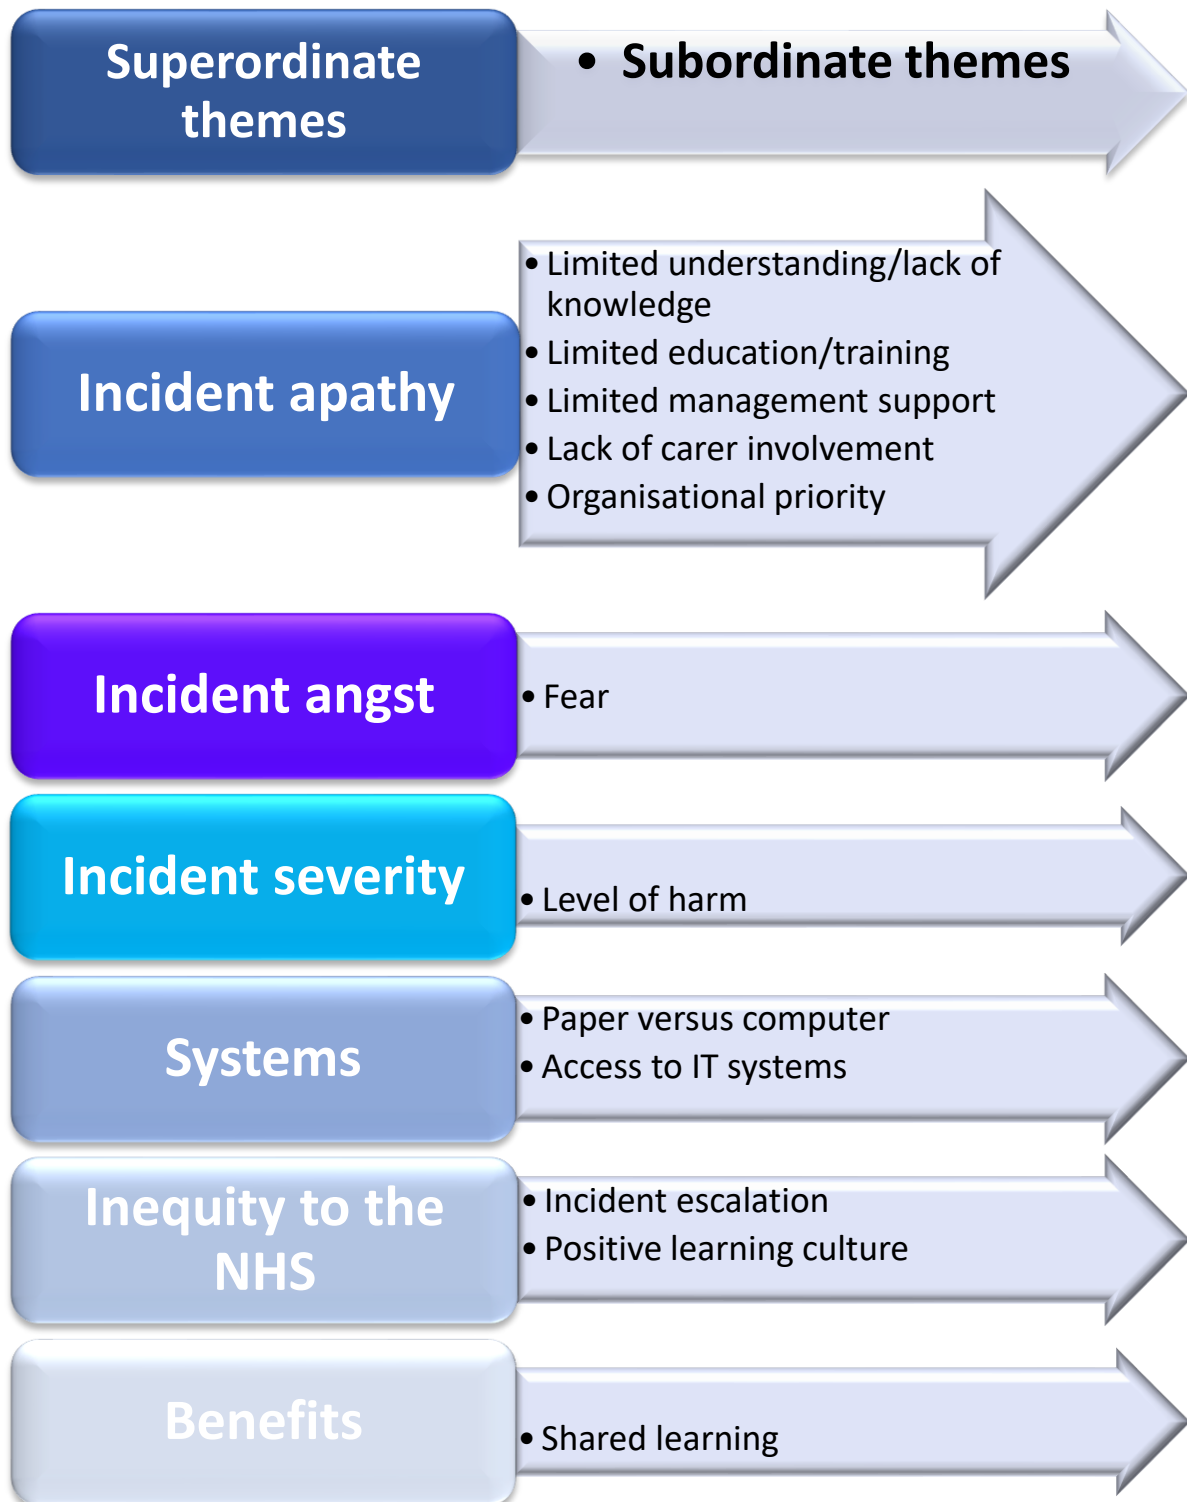 Superordinate
themes
• Subordinate themes
Incident apathy
• Limited understanding/lack of
knowledge
• Limited education/training
• Limited management support
• Lack of carer involvement
• Organisational priority
Incident angst
• Fear
Incident severity
• Level of harm
Systems
• Paper versus computer
• Access to IT systems
Inequity to the
NHS
• Incident escalation
• Positive learning culture
Benefits
• Shared learning